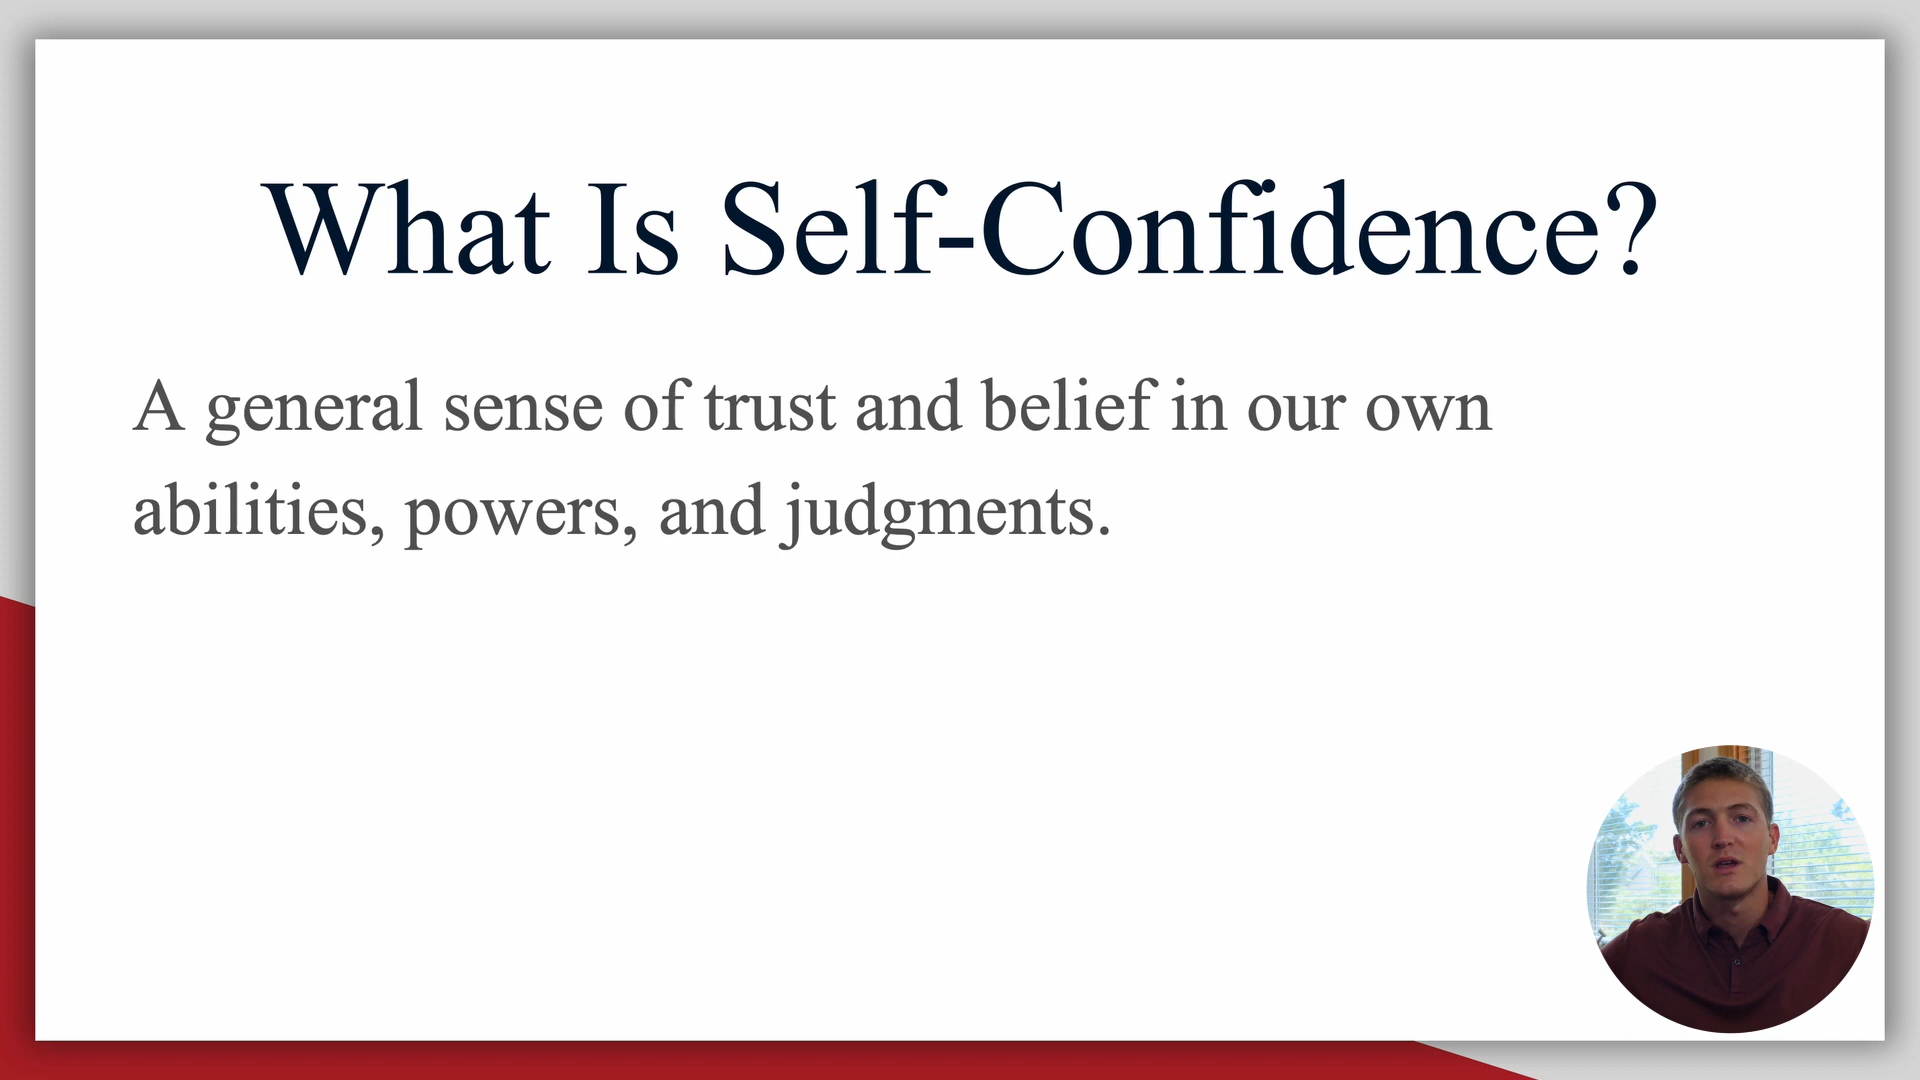 What Is Self-Confidence?
A general sense of trust and belief in our own
abilities, powers, and judgments.